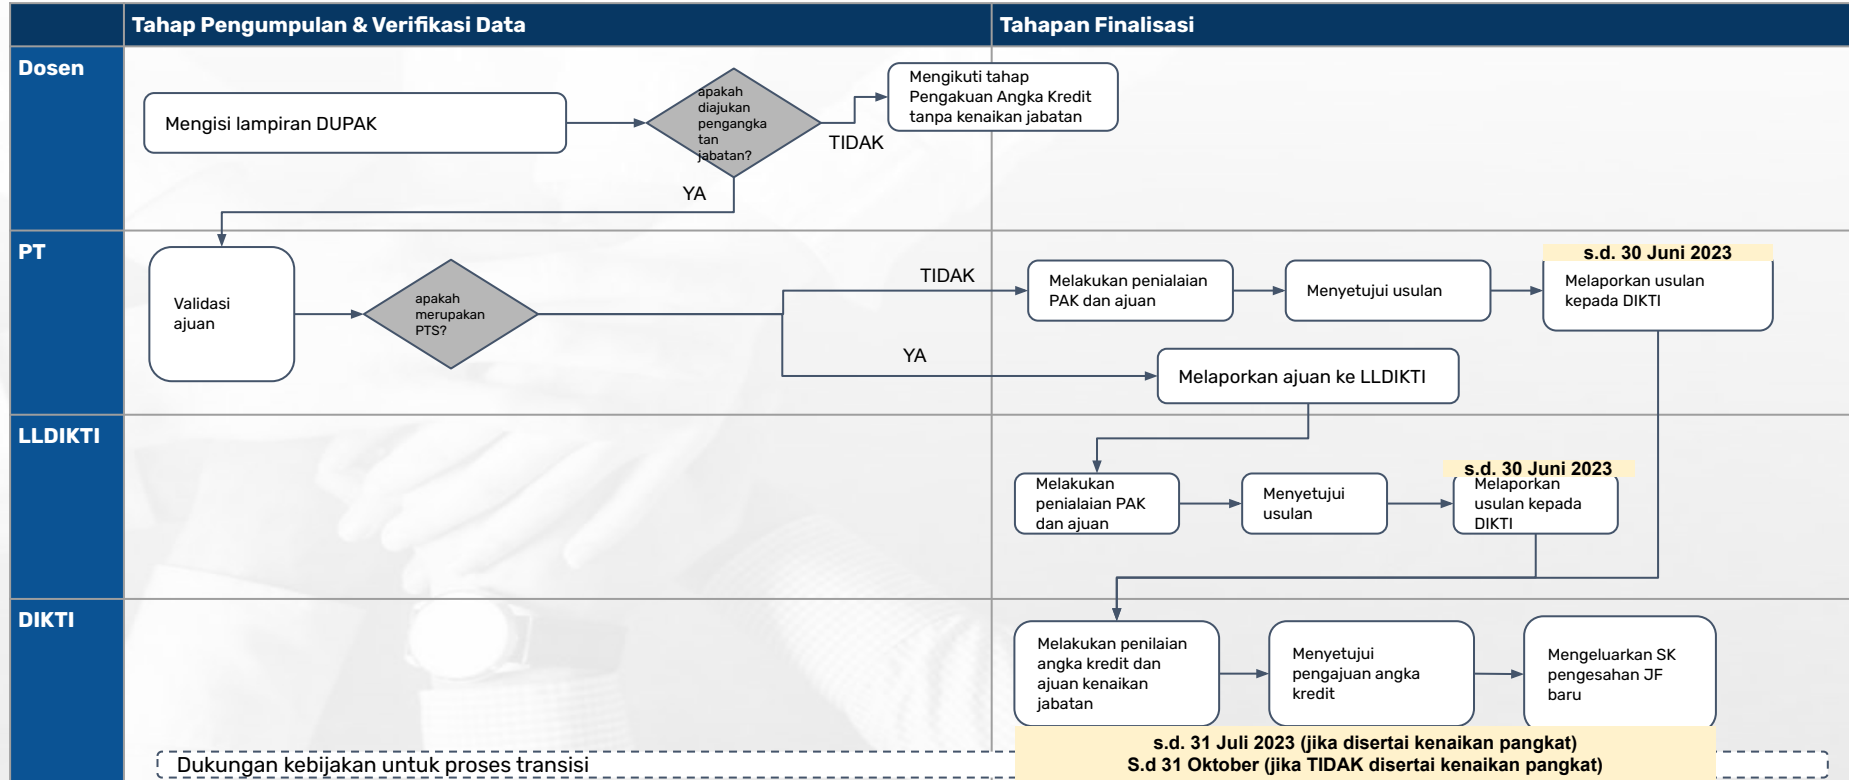 Tahap Pengumpulan & Verifikasi Data
Tahapan Finalisasi
Dosen
Mengisi lampiran DUPAK
apakah
diajukan
pengangka
tan
jabatan?
TIDAK
Mengikuti tahap
Pengakuan Angka Kredit
tanpa kenaikan jabatan
YA
PT
Validasi
ajuan
apakah
merupakan
PTS?
TIDAK
Melakukan penialaian
PAK dan ajuan
Menyetujui usulan
s.d. 30 Juni 2023
Melaporkan usulan
kepada DIKTI
YA
Melaporkan ajuan ke LLDIKTI
LLDIKTI
Melakukan
penialaian PAK
dan ajuan
Menyetujui
usulan
s.d. 30 Juni 2023
Melaporkan
usulan kepada
DIKTI
DIKTI
Melakukan penilaian
angka kredit dan
ajuan kenaikan
jabatan
Menyetujui
pengajuan angka
kredit
Mengeluarkan SK
pengesahan JF
baru
s.d. 31 Juli 2023 (jika disertai kenaikan pangkat)
S.d 31 Oktober (jika TIDAK disertai kenaikan pangkat)
Dukungan kebijakan untuk proses transisi